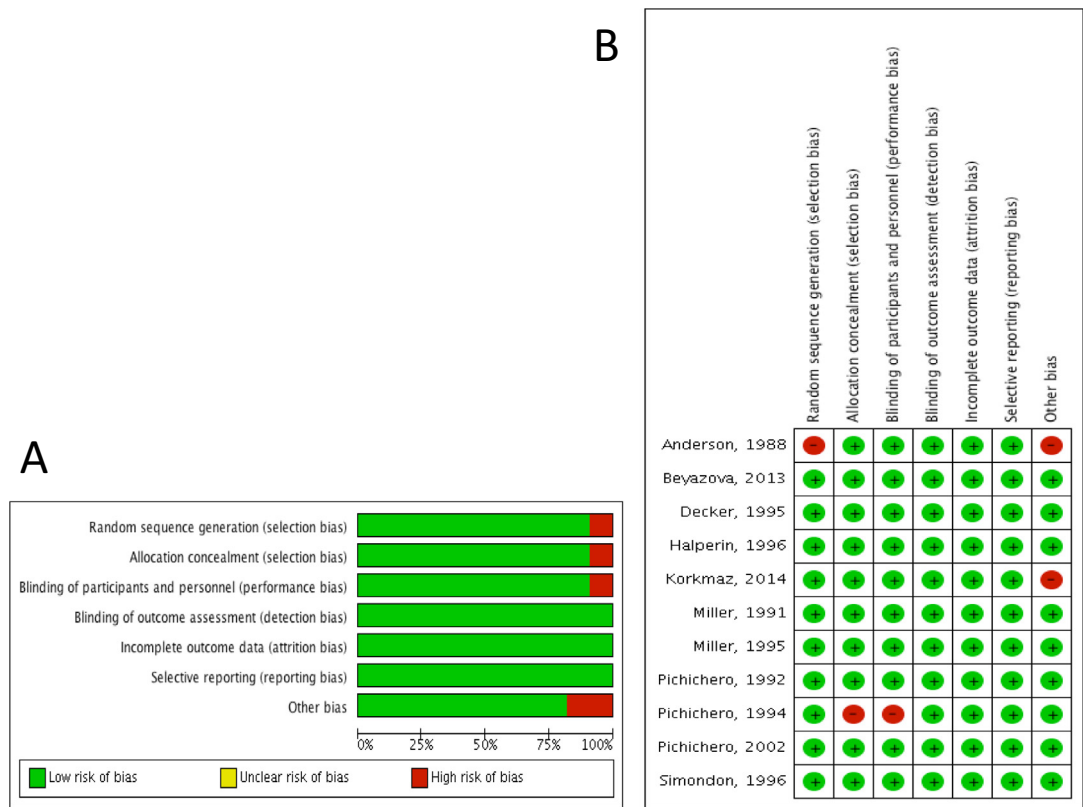 A
Random sequence generation (selection bias)
Allocation concealment (selection bias)
Blinding of participants and personnel (performance bias)
Blinding of outcome assessment (detection bias)
Incomplete outcome data (attrition bias)
Selective reporting (reporting bias)
Other bias
0% 25% 50% 75% 100%
Low risk of bias Unclear risk of bias High risk of bias
B
Random sequence generation (selection bias)
Allocation concealment (selection bias)
Blinding of participants and personnel (performance bias)
Blinding of outcome assessment (detection bias)
Incomplete outcome data (attrition bias)
Selective reporting (reporting bias)
Other bias
Anderson, 1988 - + + + + + -
Beyazova, 2013 + + + + + + +
Decker, 1995 + + + + + + +
Halperin, 1996 + + + + + + +
Korkmaz, 2014 + + + + + + -
Miller, 1991 + + + + + + +
Miller, 1995 + + + + + + +
Pichichero, 1992 + + + + + + +
Pichichero, 1994 + - - + + + +
Pichichero, 2002 + + + + + + +
Simondon, 1996 + + + + + + +